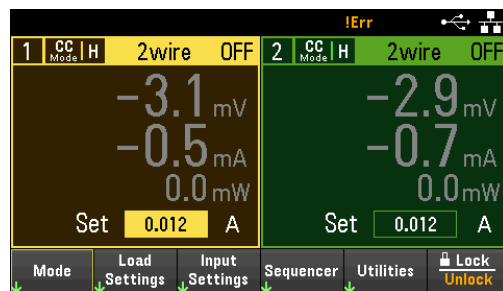 !Err
1 CC Mode H 2wire OFF 2 CC Mode H 2wire OFF
-3.1 mV -2.9 mV
-0.5 mA -0.7 mA
0.0 mW 0.0 mW
Set 0.012 A Set 0.012 A
Mode Load Settings Input Settings Sequencer Utilities Lock Unlock